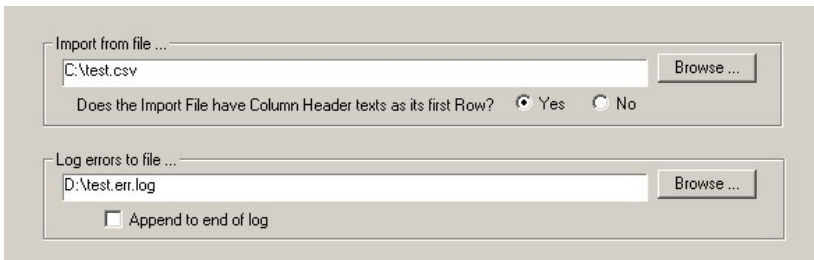 Import from file ...
C:\test.csv
Browse ...
Does the Import File have Column Header texts as its first Row? Yes No
Log errors to file ...
D:\test.err.log
Browse ...
Append to end of log